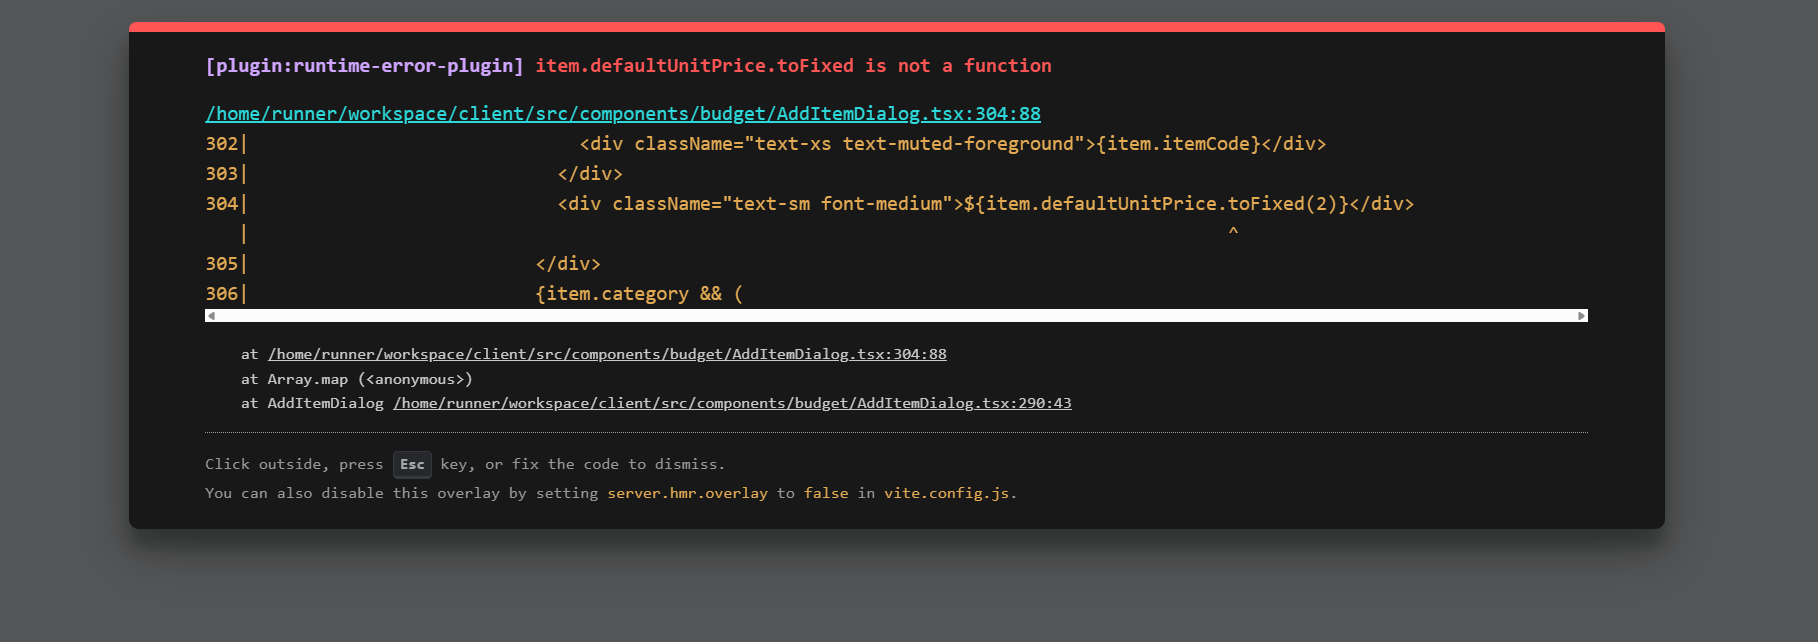 [plugin:runtime-error-plugin] item.defaultUnitPrice.toFixed is not a function
/home/runner/workspace/client/src/components/budget/AddItemDialog.tsx:304:88
302|                              <div className="text-xs text-muted-foreground">{item.itemCode}</div>
303|                            </div>
304|                            <div className="text-sm font-medium">${item.defaultUnitPrice.toFixed(2)}</div>
   |                                                                                          ^
305|                          </div>
306|                          {item.category && (
at /home/runner/workspace/client/src/components/budget/AddItemDialog.tsx:304:88
at Array.map (<anonymous>)
at AddItemDialog /home/runner/workspace/client/src/components/budget/AddItemDialog.tsx:290:43
Click outside, press Esc key, or fix the code to dismiss.
You can also disable this overlay by setting server.hmr.overlay to false in vite.config.js.